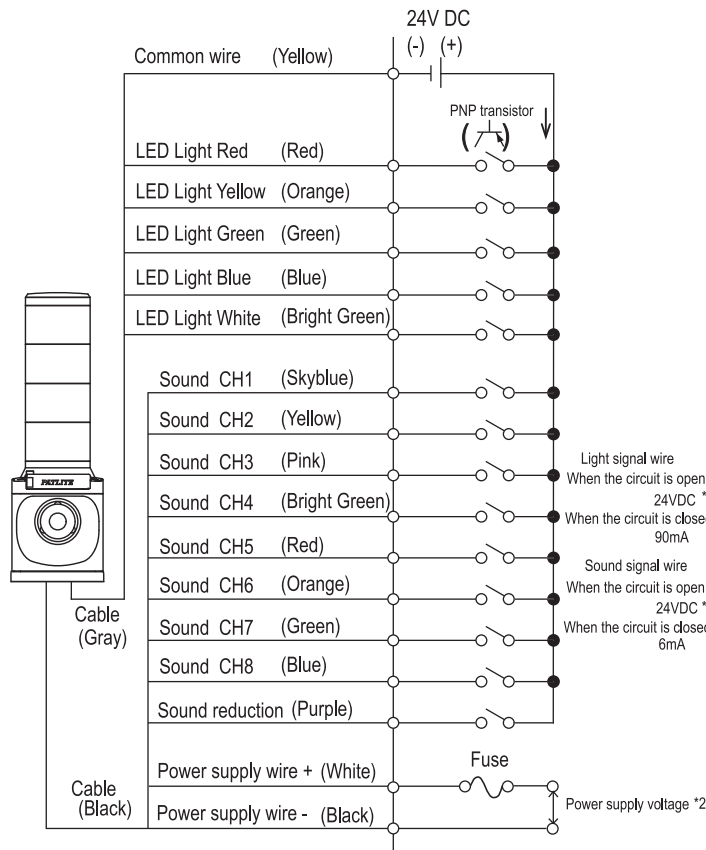 24V DC
(-) (+)
Common wire (Yellow)
PNP transistor
( )
LED Light Red (Red)
LED Light Yellow (Orange)
LED Light Green (Green)
LED Light Blue (Blue)
LED Light White (Bright Green)
Sound CH1 (Skyblue)
Sound CH2 (Yellow)
Sound CH3 (Pink)
Sound CH4 (Bright Green)
Sound CH5 (Red)
Sound CH6 (Orange)
Sound CH7 (Green)
Sound CH8 (Blue)
Sound reduction (Purple)
Power supply wire + (White)
Power supply wire - (Black)
PATLITE
Cable
(Gray)
Cable
(Black)
Light signal wire
When the circuit is open
24VDC *
When the circuit is close
90mA
Sound signal wire
When the circuit is open
24VDC *
When the circuit is close
6mA
Fuse
Power supply voltage *2